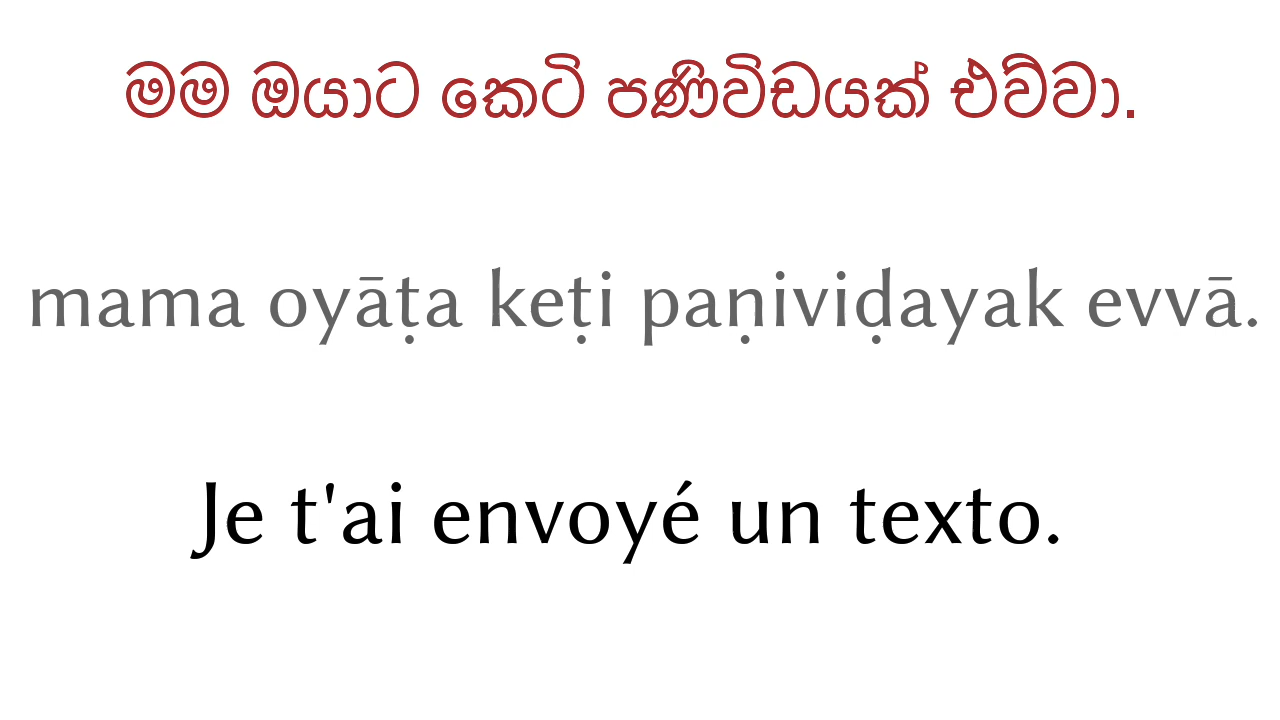 මම ඔයාට කෙටි පණිවිඩයක් එව්වා.
mama oyāṭa keṭi paṇiviḍayak evvā.
Je t'ai envoyé un texto.